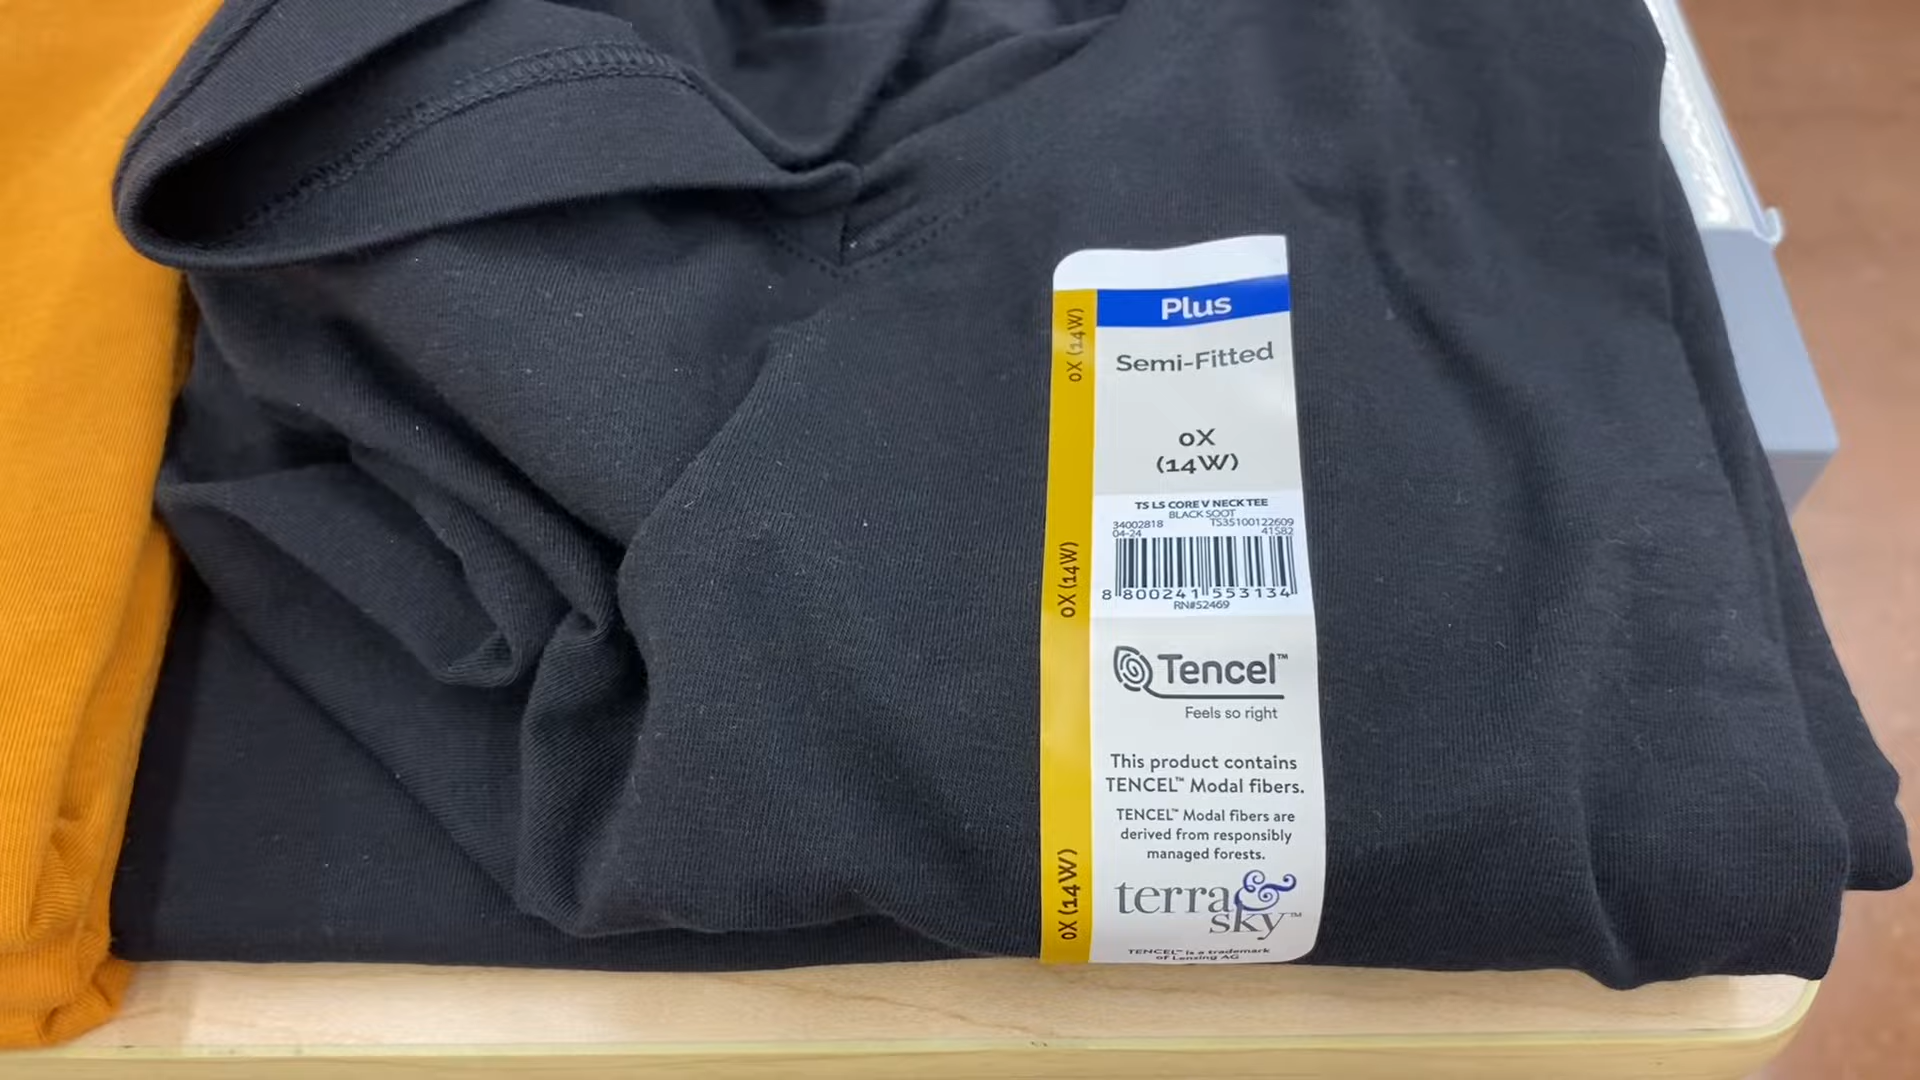 Plus
Semi-Fitted
0X
(14W)
TS LS CORE V NECK TEE
BLACK SOOT
34002818 TS35100122609
04-24 41582
8 800241 553134
RN#52469
Tencel™
Feels so right
This product contains
TENCEL™ Modal fibers.
TENCEL™ Modal fibers are
derived from responsibly
managed forests.
terra &
sky™
TENCEL™ is a trademark
of Lenzing AG
0X (14W)
0X (14W)
0X (14W)